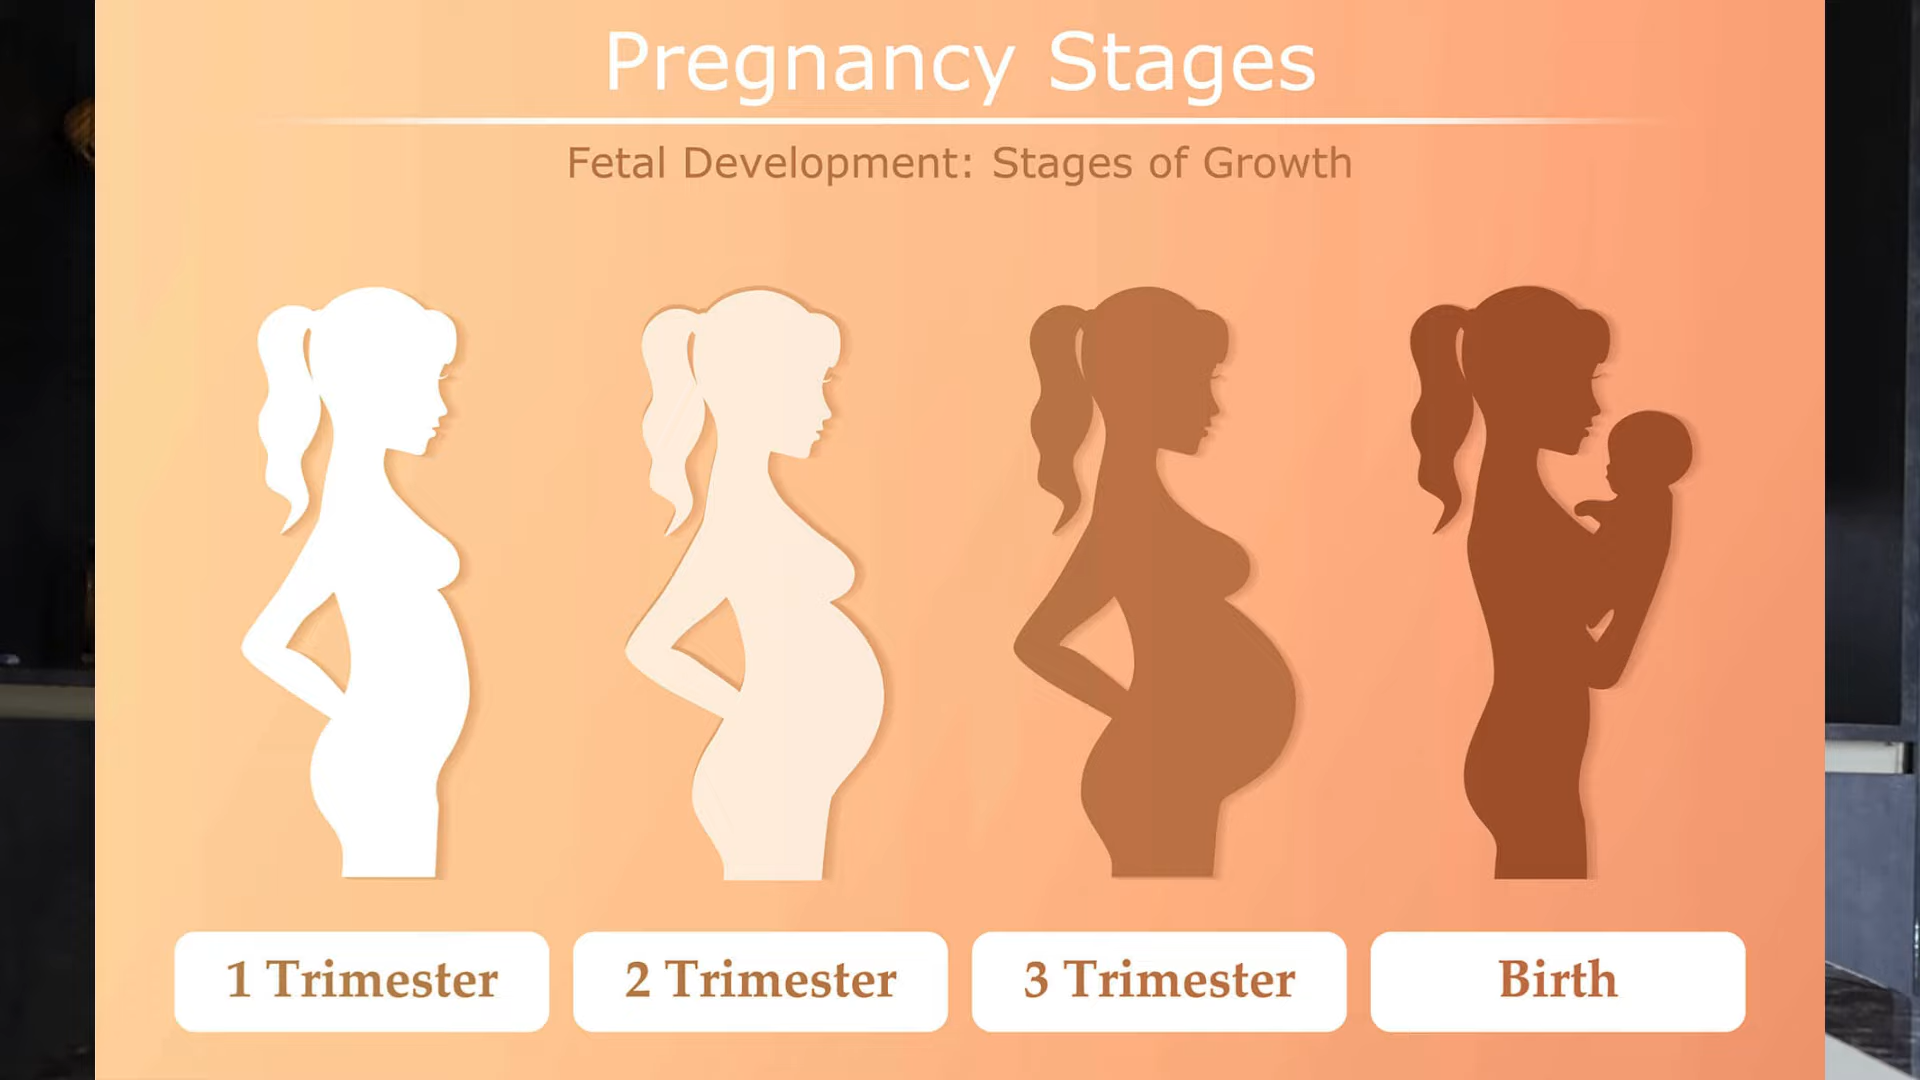 Pregnancy Stages
Fetal Development: Stages of Growth
1 Trimester
2 Trimester
3 Trimester
Birth